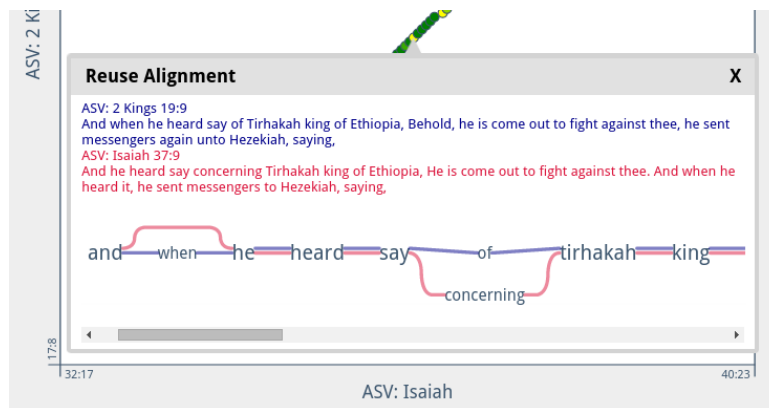 ASV: 2 Ki
Reuse Alignment X
ASV: 2 Kings 19:9
And when he heard say of Tirhakah king of Ethiopia, Behold, he is come out to fight against thee, he sent
messengers again unto Hezekiah, saying,
ASV: Isaiah 37:9
And he heard say concerning Tirhakah king of Ethiopia, He is come out to fight against thee. And when he
heard it, he sent messengers to Hezekiah, saying,
and when he heard say of tirhakah king
concerning
17:8
32:17 40:23
ASV: Isaiah